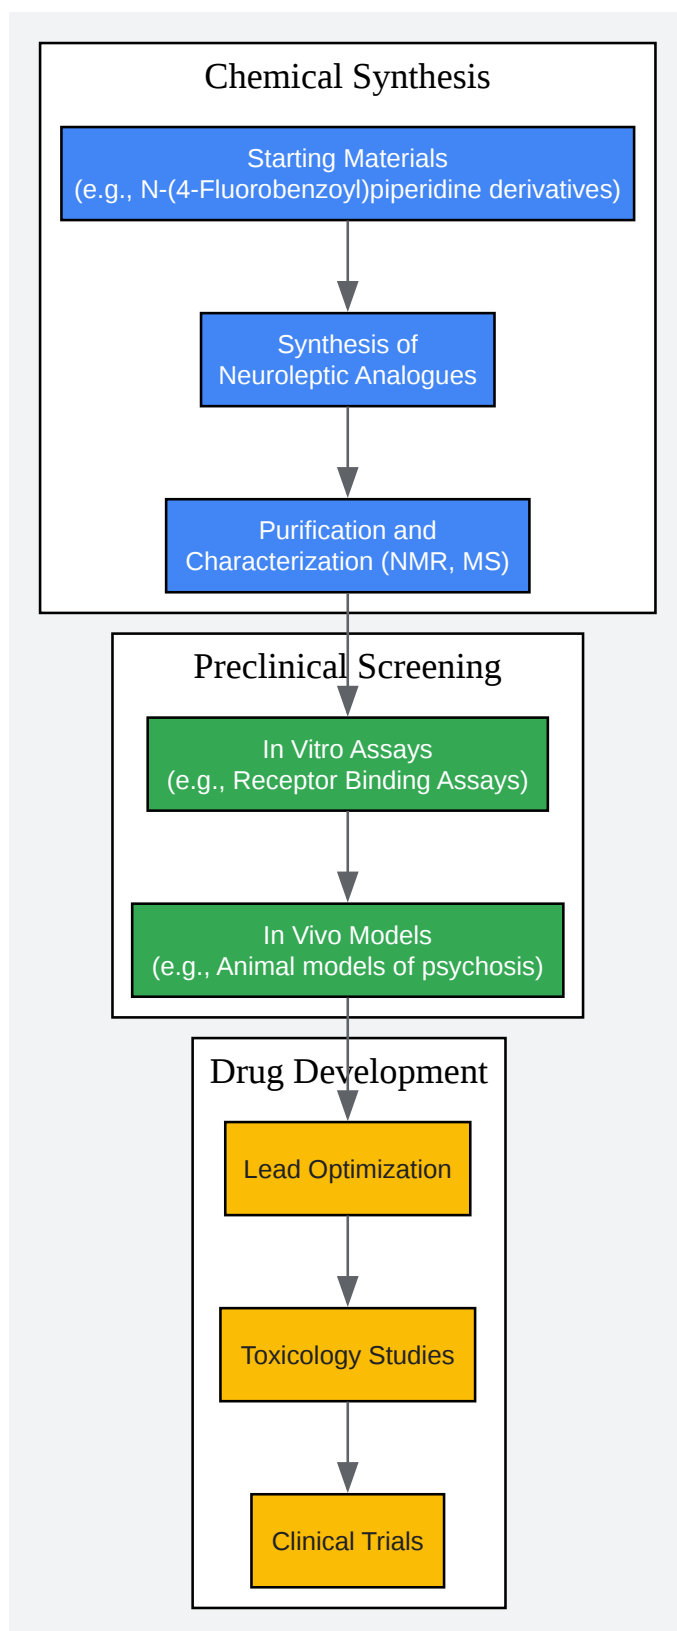 Chemical Synthesis
Starting Materials
(e.g., N-(4-Fluorobenzoyl)piperidine derivatives)
Synthesis of
Neuroleptic Analogues
Purification and
Characterization (NMR, MS)
Preclinical Screening
In Vitro Assays
(e.g., Receptor Binding Assays)
In Vivo Models
(e.g., Animal models of psychosis)
Drug Development
Lead Optimization
Toxicology Studies
Clinical Trials